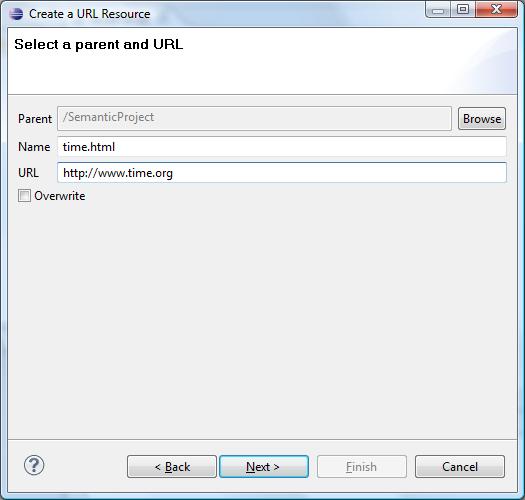 Create a URL Resource
Select a parent and URL
Parent /SemanticProject Browse
Name time.html
URL http://www.time.org
Overwrite
? < Back Next > Finish Cancel